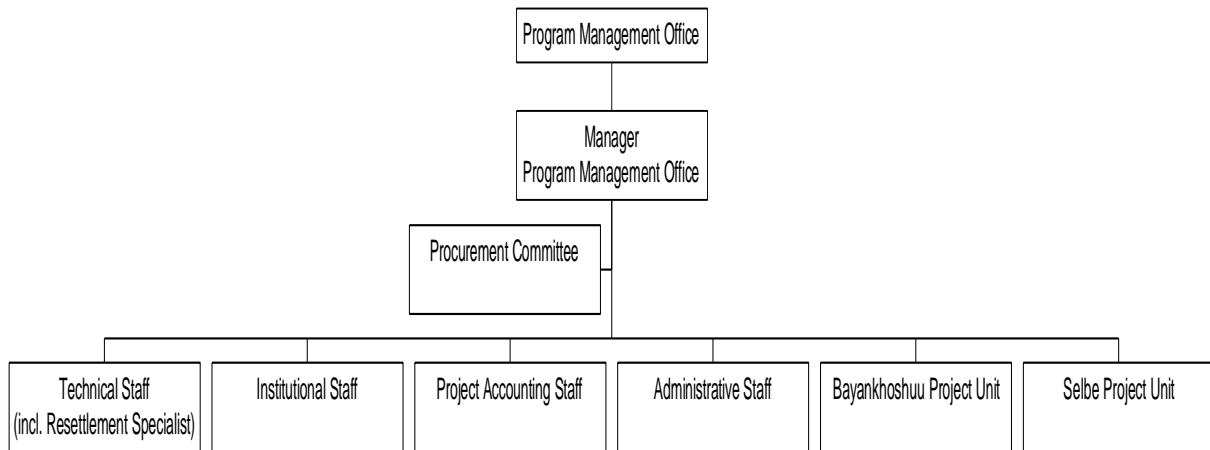 Program Management Office
Manager
Program Management Office
Procurement Committee
Technical Staff
(incl. Resettlement Specialist)
Institutional Staff
Project Accounting Staff
Administrative Staff
Bayankhoshuu Project Unit
Selbe Project Unit